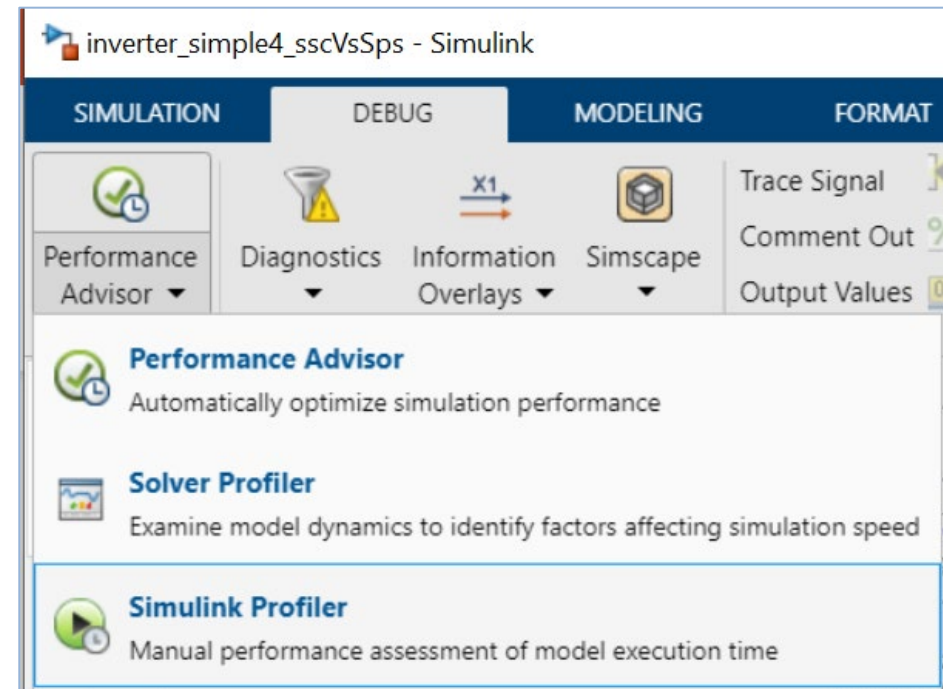 inverter_simple4_sscVsSps - Simulink
SIMULATION DEBUG MODELING FORMAT
Performance Advisor
Diagnostics
Information Overlays
Simscape
Trace Signal
Comment Out
Output Values
Performance Advisor
Automatically optimize simulation performance
Solver Profiler
Examine model dynamics to identify factors affecting simulation speed
Simulink Profiler
Manual performance assessment of model execution time